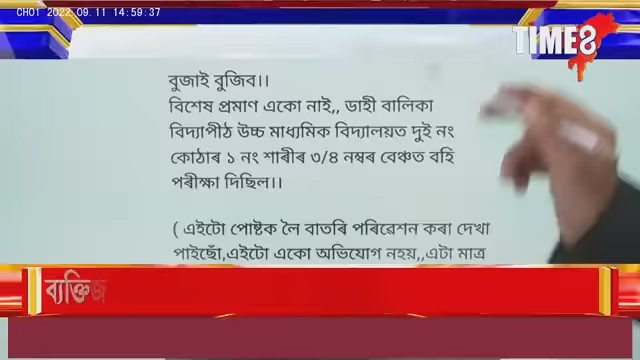 CH01 2022.09.11 14:59:37
TIME8
বুজাই বুজিব।।
বিশেষ প্ৰমাণ একো নাই,, ডাহী বালিকা
বিদ্যাপীঠ উচ্চ মাধ্যমিক বিদ্যালয়ত দুই নং
কোঠাৰ ১ নং শাৰীৰ ৩/৪ নম্বৰ বেঞ্চত বহি
পৰীক্ষা দিছিল।।
( এইটো পোষ্টক লৈ বাতৰি পৰিৱেশন কৰা দেখা
পাইছোঁ,এইটো একো অভিযোগ নহয়,,এটা মাত্ৰ
ব্যক্তিজ